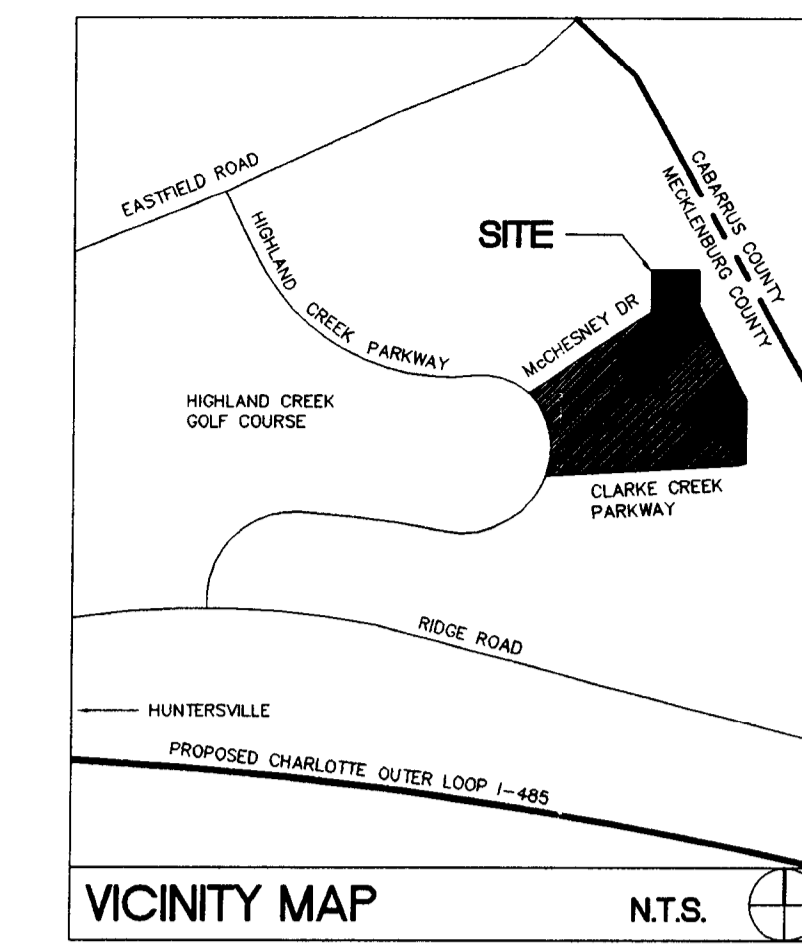 EASTFIELD ROAD
CABARRUS COUNTY
MECKLENBURG COUNTY
HIGHLAND CREEK PARKWAY
SITE
McCHESNEY DR
HIGHLAND CREEK
GOLF COURSE
CLARKE CREEK
PARKWAY
RIDGE ROAD
HUNTERSVILLE
PROPOSED CHARLOTTE OUTER LOOP I-485
VICINITY MAP
N.T.S.